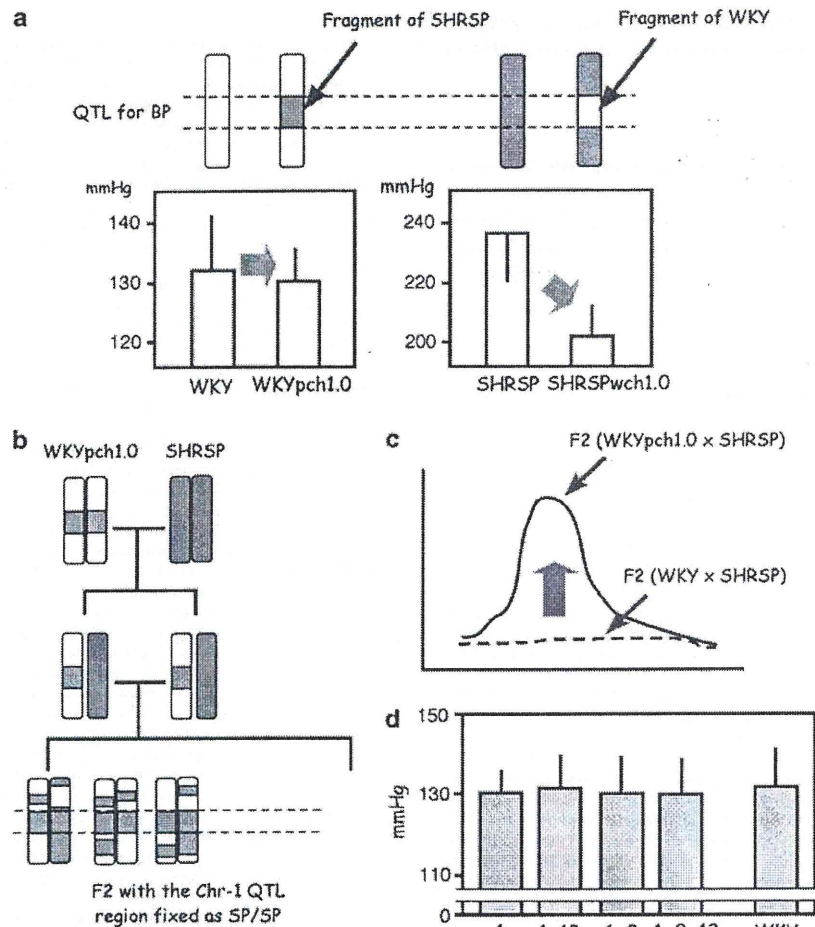 a
Fragment of SHRSP
Fragment of WKY
QTL for BP
mmHg
140
130
120
WKY WKYpch1.0
mmHg
240
220
200
SHRSP SHRSPwch1.0
b
WKYpch1.0 SHRSP
F2 with the Chr-1 QTL
region fixed as SP/SP
c
F2 (WKYpch1.0 x SHRSP)
F2 (WKY x SHRSP)
d
mmHg
150
130
110
0
WKY